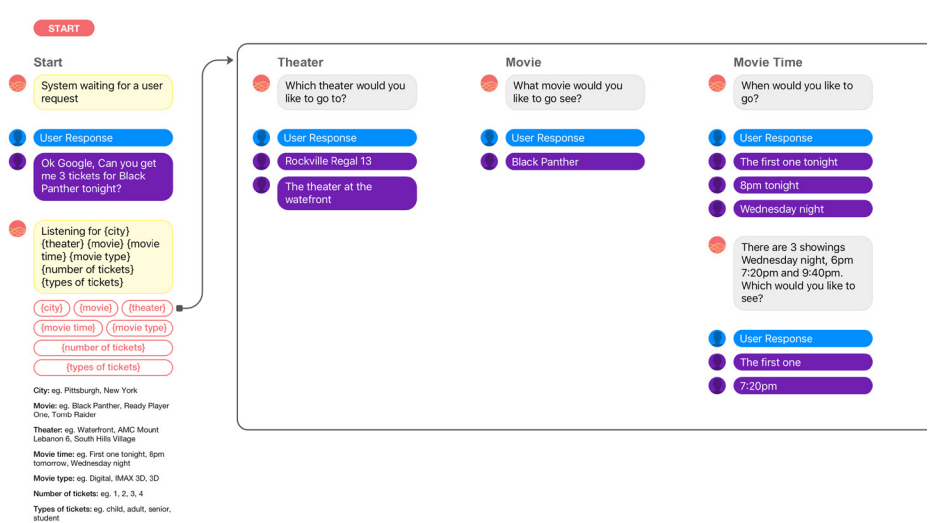 START
Start
System waiting for a user
request
User Response
Ok Google, Can you get
me 3 tickets for Black
Panther tonight?
Listening for {city}
{theater} {movie} {movie
time} {movie type}
{number of tickets}
{types of tickets}
{city} {movie} {theater}
{movie time} {movie type}
{number of tickets}
{types of tickets}
City: eg. Pittsburgh, New York
Movie: eg. Black Panther, Ready Player
One, Tomb Raider
Theater: eg. Waterfront, AMC Mount
Lebanon 6, South Hills Village
Movie time: eg. First one tonight, 8pm
tomorrow, Wednesday night
Movie type: eg. Digital, IMAX 3D, 3D
Number of tickets: eg. 1, 2, 3, 4
Types of tickets: eg. child, adult, senior,
student
Theater
Which theater would you
like to go to?
User Response
Rockville Regal 13
The theater at the
watefront
Movie
What movie would you
like to go see?
User Response
Black Panther
Movie Time
When would you like to
go?
User Response
The first one tonight
8pm tonight
Wednesday night
There are 3 showings
Wednesday night, 6pm
7:20pm and 9:40pm.
Which would you like to
see?
User Response
The first one
7:20pm